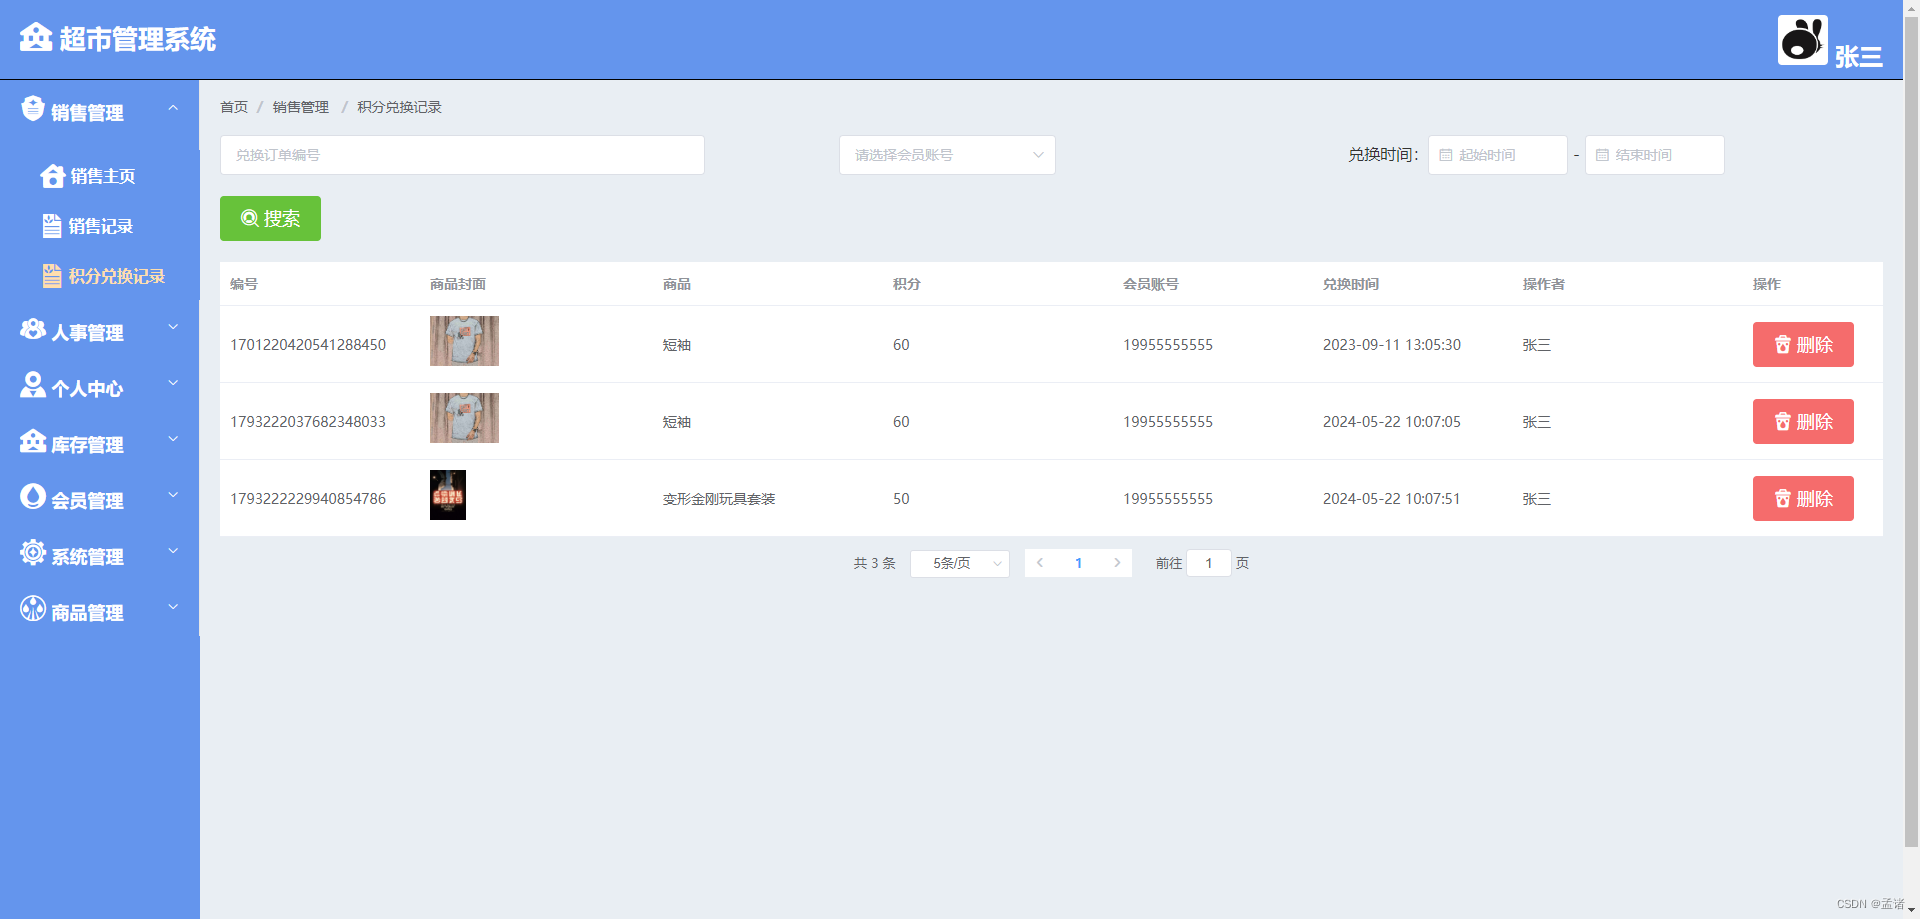 超市管理系统
张三
销售管理
销售主页
销售记录
积分兑换记录
人事管理
个人中心
库存管理
会员管理
系统管理
商品管理
首页 / 销售管理 / 积分兑换记录
兑换订单编号 请选择会员账号 兑换时间： 起始时间 - 结束时间
搜索
编号 商品封面 商品 积分 会员账号 兑换时间 操作者 操作
1701220420541288450 短袖 60 19955555555 2023-09-11 13:05:30 张三 删除
1793222037682348033 短袖 60 19955555555 2024-05-22 10:07:05 张三 删除
1793222229940854786 变形金刚玩具套装 50 19955555555 2024-05-22 10:07:51 张三 删除
共 3 条 5条/页 1 前往 1 页
CSDN @孟诸